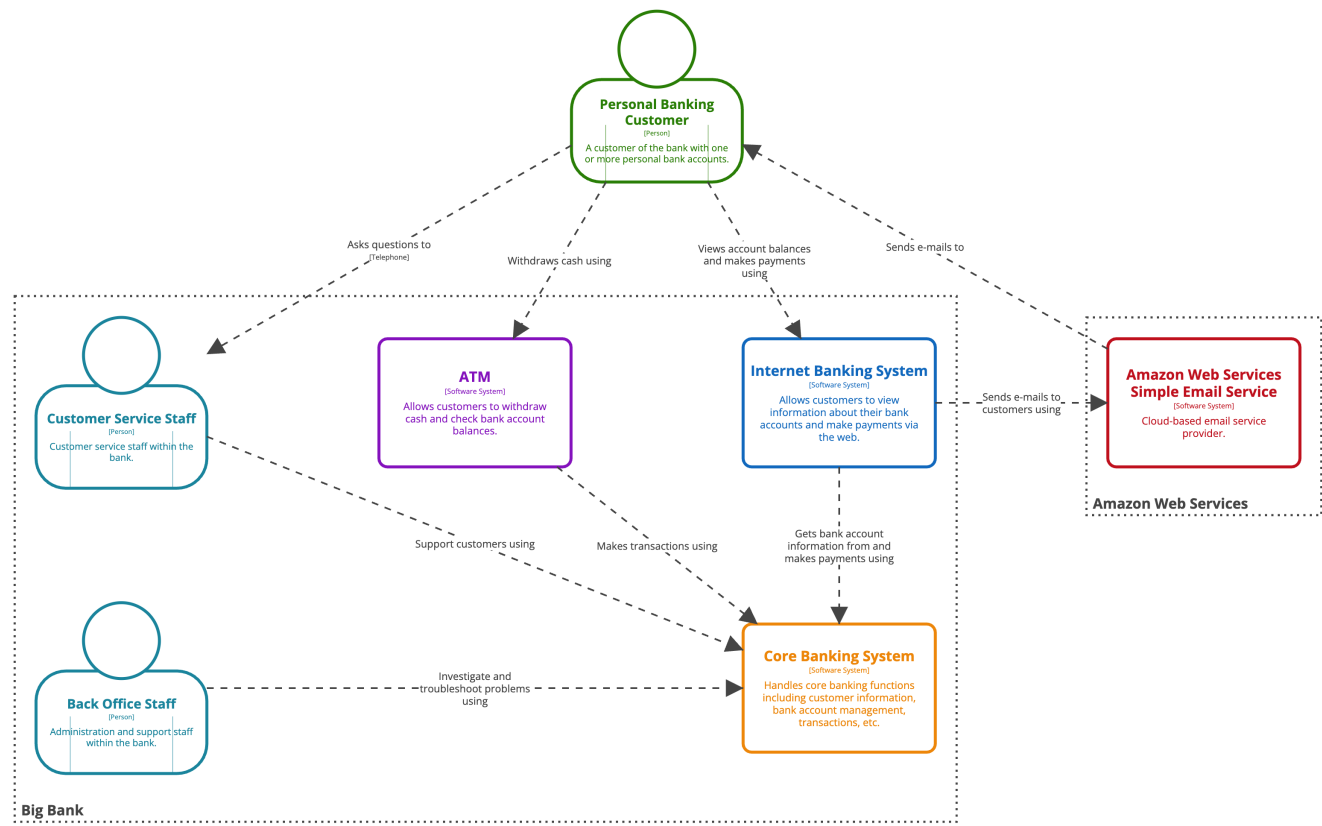 Personal Banking
Customer
[Person]
A customer of the bank with one
or more personal bank accounts.
Asks questions to
[Telephone]
Withdraws cash using
Views account balances
and makes payments
using
Sends e-mails to
Customer Service Staff
[Person]
Customer service staff within the
bank.
ATM
[Software System]
Allows customers to withdraw
cash and check bank account
balances.
Internet Banking System
[Software System]
Allows customers to view
information about their bank
accounts and make payments via
the web.
Sends e-mails to
customers using
Amazon Web Services
Simple Email Service
[Software System]
Cloud-based email service
provider.
Amazon Web Services
Support customers using
Makes transactions using
Gets bank account
information from and
makes payments using
Back Office Staff
[Person]
Administration and support staff
within the bank.
Investigate and
troubleshoot problems
using
Core Banking System
[Software System]
Handles core banking functions
including customer information,
bank account management,
transactions, etc.
Big Bank